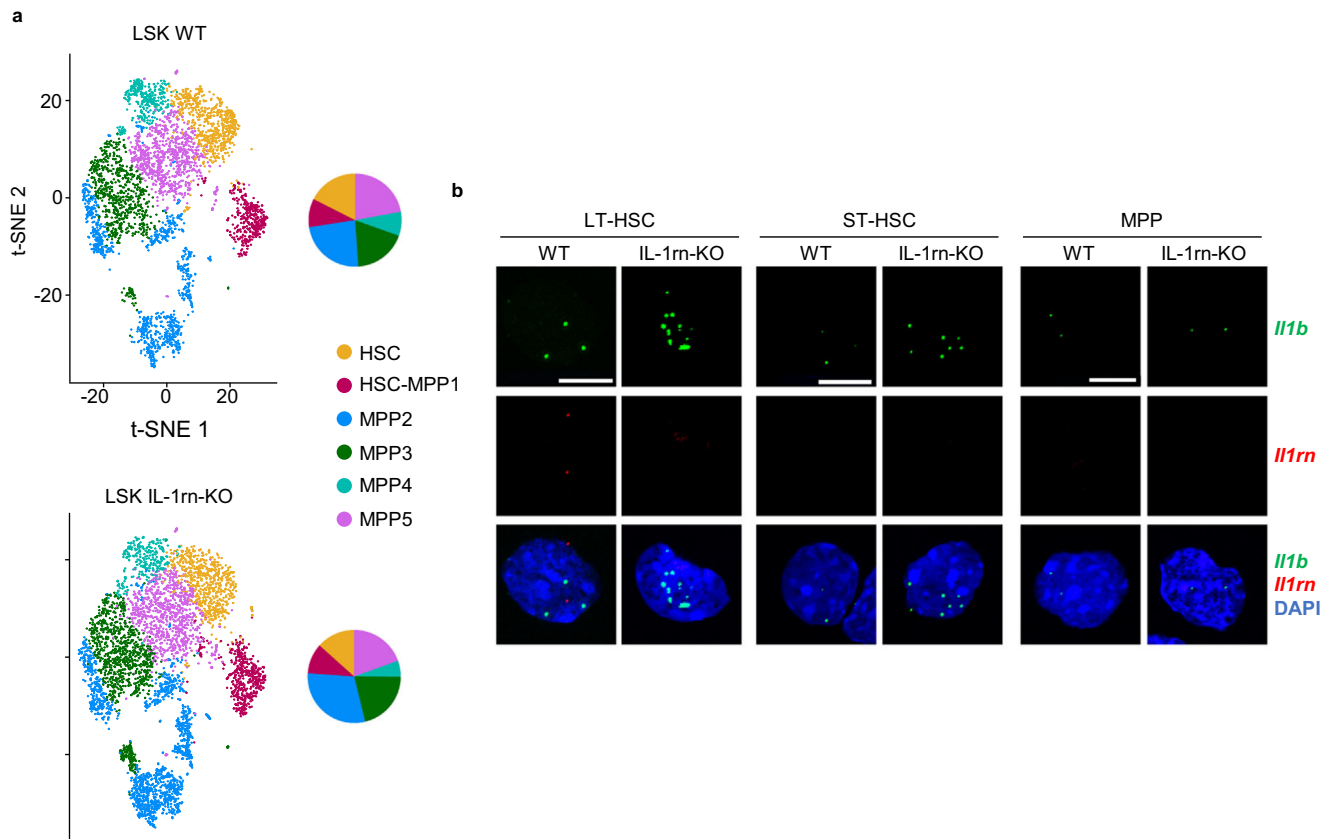 a
LSK WT
20
0
-20
t-SNE 2
-20 0 20
t-SNE 1
HSC
HSC-MPP1
MPP2
MPP3
MPP4
MPP5
LSK IL-1rn-KO
b
LT-HSC ST-HSC MPP
WT IL-1rn-KO WT IL-1rn-KO WT IL-1rn-KO
Il1b
Il1rn
Il1b
Il1rn
DAPI